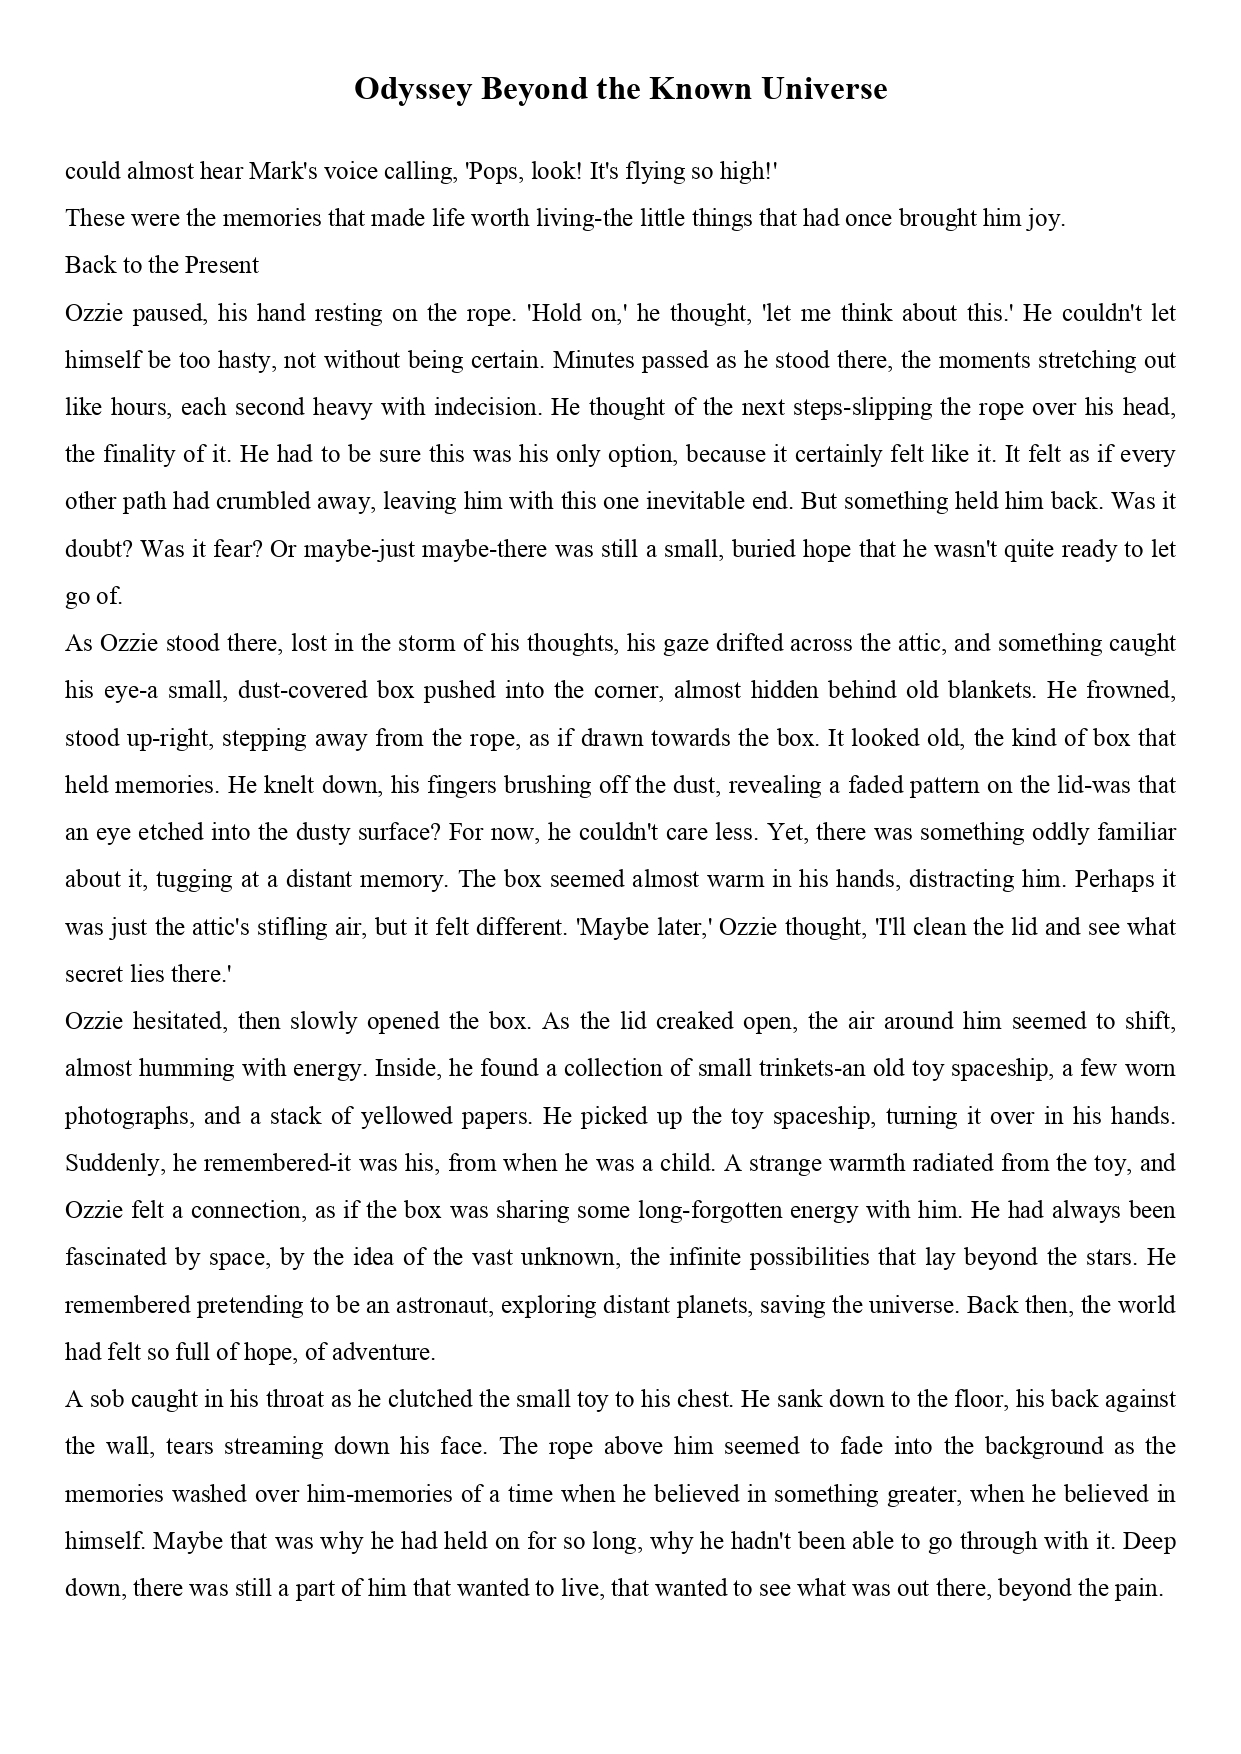 Odyssey Beyond the Known Universe
could almost hear Mark's voice calling, 'Pops, look! It's flying so high!'
These were the memories that made life worth living-the little things that had once brought him joy.
Back to the Present
Ozzie paused, his hand resting on the rope. 'Hold on,' he thought, 'let me think about this.' He couldn't let
himself be too hasty, not without being certain. Minutes passed as he stood there, the moments stretching out
like hours, each second heavy with indecision. He thought of the next steps-slipping the rope over his head,
the finality of it. He had to be sure this was his only option, because it certainly felt like it. It felt as if every
other path had crumbled away, leaving him with this one inevitable end. But something held him back. Was it
doubt? Was it fear? Or maybe-just maybe-there was still a small, buried hope that he wasn't quite ready to let
go of.
As Ozzie stood there, lost in the storm of his thoughts, his gaze drifted across the attic, and something caught
his eye-a small, dust-covered box pushed into the corner, almost hidden behind old blankets. He frowned,
stood up-right, stepping away from the rope, as if drawn towards the box. It looked old, the kind of box that
held memories. He knelt down, his fingers brushing off the dust, revealing a faded pattern on the lid-was that
an eye etched into the dusty surface? For now, he couldn't care less. Yet, there was something oddly familiar
about it, tugging at a distant memory. The box seemed almost warm in his hands, distracting him. Perhaps it
was just the attic's stifling air, but it felt different. 'Maybe later,' Ozzie thought, 'I'll clean the lid and see what
secret lies there.'
Ozzie hesitated, then slowly opened the box. As the lid creaked open, the air around him seemed to shift,
almost humming with energy. Inside, he found a collection of small trinkets-an old toy spaceship, a few worn
photographs, and a stack of yellowed papers. He picked up the toy spaceship, turning it over in his hands.
Suddenly, he remembered-it was his, from when he was a child. A strange warmth radiated from the toy, and
Ozzie felt a connection, as if the box was sharing some long-forgotten energy with him. He had always been
fascinated by space, by the idea of the vast unknown, the infinite possibilities that lay beyond the stars. He
remembered pretending to be an astronaut, exploring distant planets, saving the universe. Back then, the world
had felt so full of hope, of adventure.
A sob caught in his throat as he clutched the small toy to his chest. He sank down to the floor, his back against
the wall, tears streaming down his face. The rope above him seemed to fade into the background as the
memories washed over him-memories of a time when he believed in something greater, when he believed in
himself. Maybe that was why he had held on for so long, why he hadn't been able to go through with it. Deep
down, there was still a part of him that wanted to live, that wanted to see what was out there, beyond the pain.